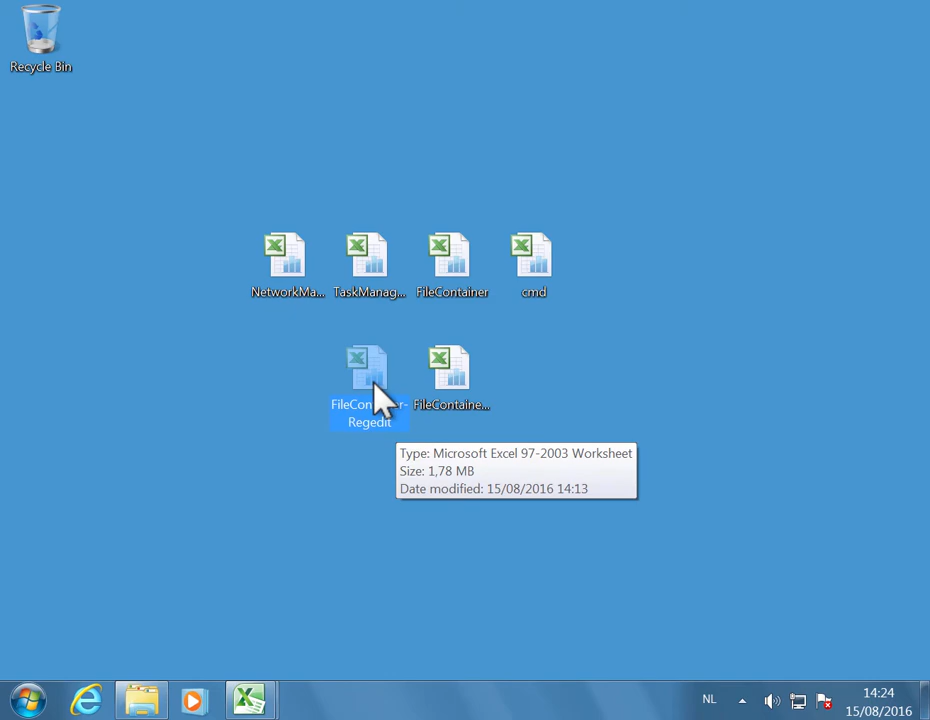 Recycle Bin
NetworkMa...
TaskManag...
FileContainer
cmd
FileCon r-
Regedit
FileContaine...
Type: Microsoft Excel 97-2003 Worksheet
Size: 1,78 MB
Date modified: 15/08/2016 14:13
NL
14:24
15/08/2016